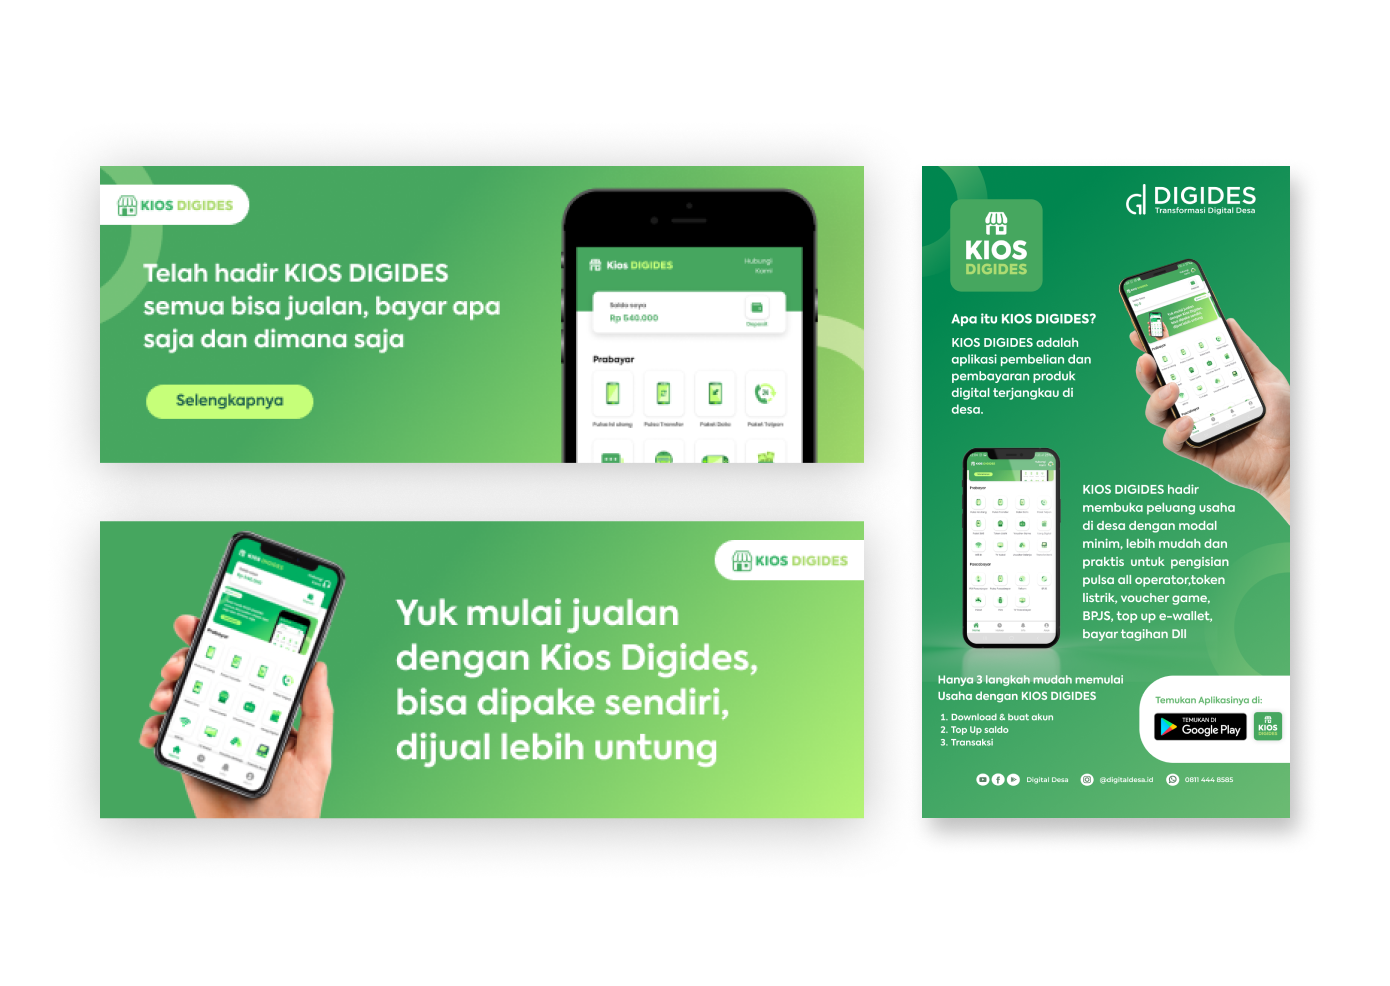 KIOS DIGIDES
Telah hadir KIOS DIGIDES
semua bisa jualan, bayar apa
saja dan dimana saja
Selengkapnya
Kios DIGIDES
Hubungi
Kami
Saldo saya
Rp 540.000
Deposit
Prabayar
Pulsa Isi ulang
Pulsa Transfer
Paket Data
Paket Telpon
KIOS DIGIDES
Yuk mulai jualan
dengan Kios Digides,
bisa dipake sendiri,
dijual lebih untung
Prabayar
DIGIDES
Transformasi Digital Desa
KIOS
DIGIDES
Apa itu KIOS DIGIDES?
KIOS DIGIDES adalah
aplikasi pembelian dan
pembayaran produk
digital terjangkau di
desa.
Prabayar
KIOS DIGIDES hadir
membuka peluang usaha
di desa dengan modal
minim, lebih mudah dan
praktis untuk pengisian
pulsa all operator,token
listrik, voucher game,
BPJS, top up e-wallet,
bayar tagihan Dll
Hanya 3 langkah mudah memulai
Usaha dengan KIOS DIGIDES
1. Download & buat akun
2. Top Up saldo
3. Transaksi
Temukan Aplikasinya di:
TEMUKAN DI
Google Play
KIOS
DIGIDES
Digital Desa
@digitaldesa.id
0811 444 8585